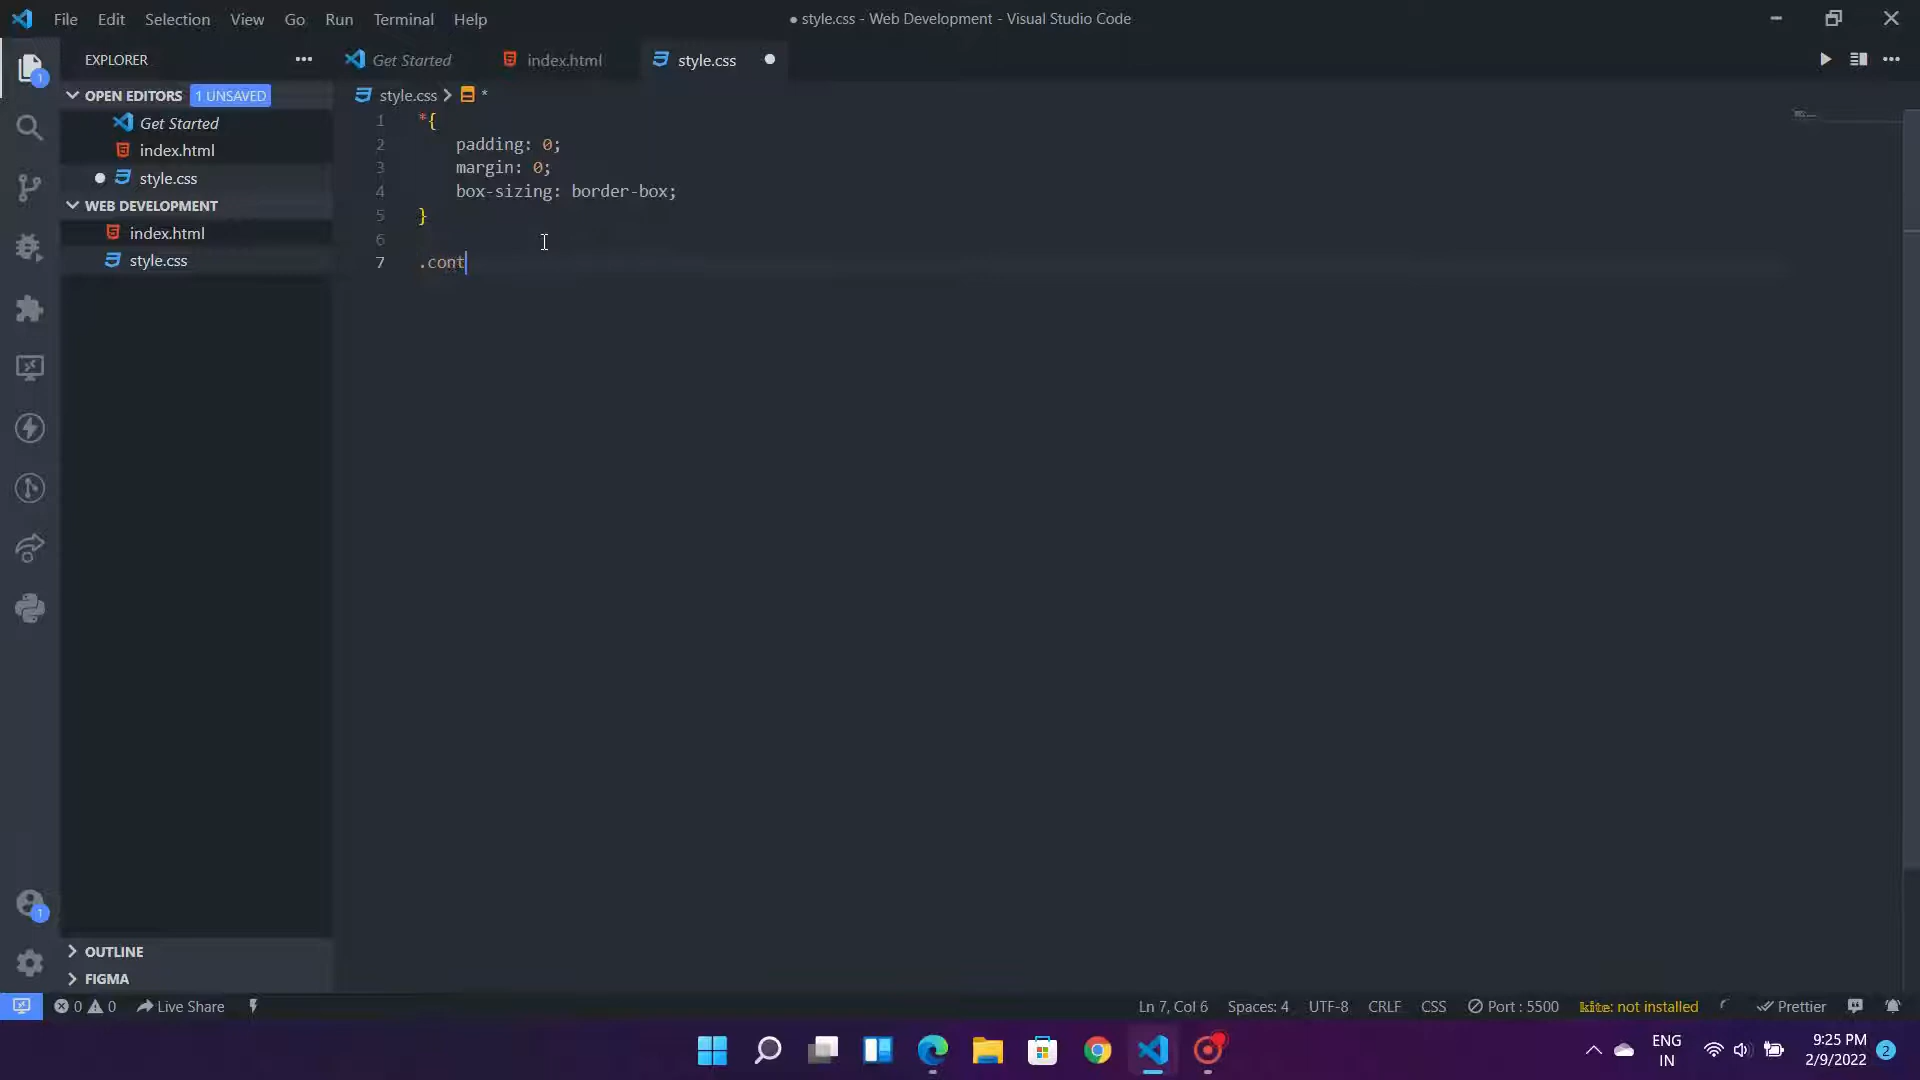 File Edit Selection View Go Run Terminal Help
● style.css - Web Development - Visual Studio Code
EXPLORER
Get Started
index.html
style.css
OPEN EDITORS 1 UNSAVED
Get Started
index.html
style.css
WEB DEVELOPMENT
index.html
style.css
OUTLINE
FIGMA
style.css > *
1 *{
2 padding: 0;
3 margin: 0;
4 box-sizing: border-box;
5 }
6
7 .cont
1
1
0 0 Live Share
Ln 7, Col 6 Spaces: 4 UTF-8 CRLF CSS Port : 5500 kite: not installed Prettier
ENG
IN
9:25 PM
2/9/2022
2